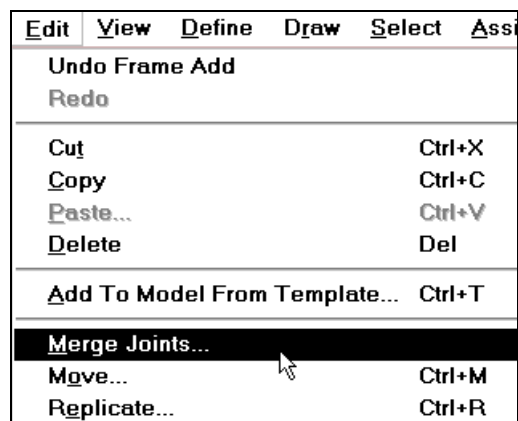 Edit View Define Draw Select Assi
Undo Frame Add
Redo
Cut Ctrl+X
Copy Ctrl+C
Paste... Ctrl+V
Delete Del
Add To Model From Template... Ctrl+T
Merge Joints...
Move... Ctrl+M
Replicate... Ctrl+R